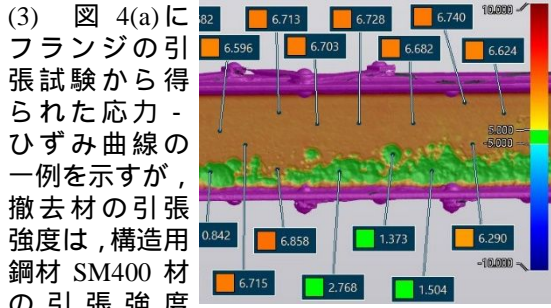 (3) 図 4(a)に
フランジの引
張試験から得
られた応力 -
ひずみ曲線の
一例を示すが，
撤去材の引張
強度は，構造用
鋼材 SM400 材
の引張強度
82
6.713
6.728
6.740
10.000
6.596
6.703
6.682
6.624
5.000
-5.000
0.842
6.858
1.373
6.290
-10.000
6.715
2.768
1.504